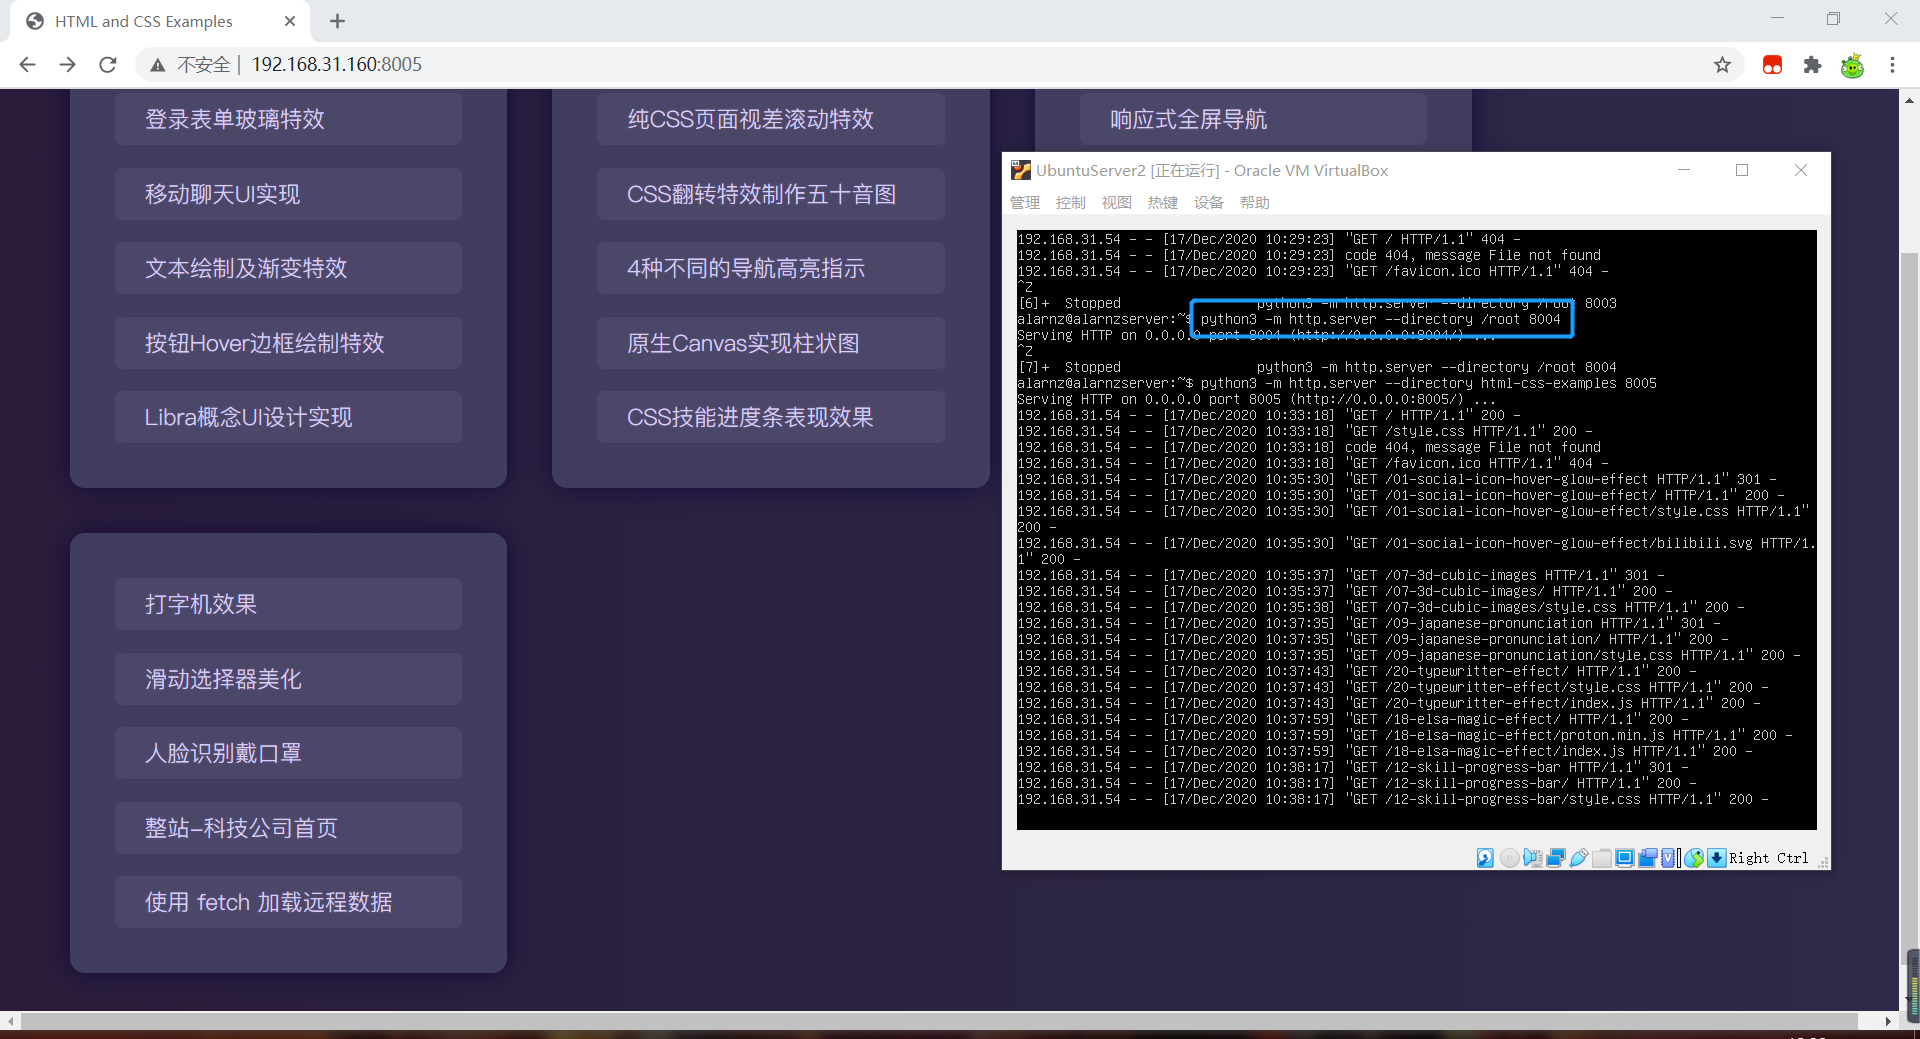 HTML and CSS Examples
不安全 | 192.168.31.160:8005
登录表单玻璃特效
移动聊天UI实现
文本绘制及渐变特效
按钮Hover边框绘制特效
Libra概念UI设计实现
纯CSS页面视差滚动特效
CSS翻转特效制作五十音图
4种不同的导航高亮指示
原生Canvas实现柱状图
CSS技能进度条表现效果
响应式全屏导航
打字机效果
滑动选择器美化
人脸识别戴口罩
整站-科技公司首页
使用 fetch 加载远程数据
UbuntuServer2 [正在运行] - Oracle VM VirtualBox
管理 控制 视图 热键 设备 帮助
192.168.31.54 - - [17/Dec/2020 10:29:23] "GET / HTTP/1.1" 404 -
192.168.31.54 - - [17/Dec/2020 10:29:23] code 404, message File not found
192.168.31.54 - - [17/Dec/2020 10:29:23] "GET /favicon.ico HTTP/1.1" 404 -
^Z
[6]+ Stopped python3 -m http.server --directory /root 8003
alarnz@alarnzserver:~$ python3 -m http.server --directory /root 8004
Serving HTTP on 0.0.0.0 port 8004 (http://0.0.0.0:8004/) ...
^Z
[7]+ Stopped python3 -m http.server --directory /root 8004
alarnz@alarnzserver:~$ python3 -m http.server --directory html-css-examples 8005
Serving HTTP on 0.0.0.0 port 8005 (http://0.0.0.0:8005/) ...
192.168.31.54 - - [17/Dec/2020 10:33:18] "GET / HTTP/1.1" 200 -
192.168.31.54 - - [17/Dec/2020 10:33:18] "GET /style.css HTTP/1.1" 200 -
192.168.31.54 - - [17/Dec/2020 10:33:18] code 404, message File not found
192.168.31.54 - - [17/Dec/2020 10:33:18] "GET /favicon.ico HTTP/1.1" 404 -
192.168.31.54 - - [17/Dec/2020 10:35:30] "GET /01-social-icon-hover-glow-effect HTTP/1.1" 301 -
192.168.31.54 - - [17/Dec/2020 10:35:30] "GET /01-social-icon-hover-glow-effect/ HTTP/1.1" 200 -
192.168.31.54 - - [17/Dec/2020 10:35:30] "GET /01-social-icon-hover-glow-effect/style.css HTTP/1.1"
200 -
192.168.31.54 - - [17/Dec/2020 10:35:30] "GET /01-social-icon-hover-glow-effect/bilibili.svg HTTP/1.
1" 200 -
192.168.31.54 - - [17/Dec/2020 10:35:37] "GET /07-3d-cubic-images HTTP/1.1" 301 -
192.168.31.54 - - [17/Dec/2020 10:35:37] "GET /07-3d-cubic-images/ HTTP/1.1" 200 -
192.168.31.54 - - [17/Dec/2020 10:35:38] "GET /07-3d-cubic-images/style.css HTTP/1.1" 200 -
192.168.31.54 - - [17/Dec/2020 10:37:35] "GET /09-japanese-pronunciation HTTP/1.1" 301 -
192.168.31.54 - - [17/Dec/2020 10:37:35] "GET /09-japanese-pronunciation/ HTTP/1.1" 200 -
192.168.31.54 - - [17/Dec/2020 10:37:35] "GET /09-japanese-pronunciation/style.css HTTP/1.1" 200 -
192.168.31.54 - - [17/Dec/2020 10:37:43] "GET /20-typewritter-effect/ HTTP/1.1" 200 -
192.168.31.54 - - [17/Dec/2020 10:37:43] "GET /20-typewritter-effect/style.css HTTP/1.1" 200 -
192.168.31.54 - - [17/Dec/2020 10:37:43] "GET /20-typewritter-effect/index.js HTTP/1.1" 200 -
192.168.31.54 - - [17/Dec/2020 10:37:59] "GET /18-elsa-magic-effect/ HTTP/1.1" 200 -
192.168.31.54 - - [17/Dec/2020 10:37:59] "GET /18-elsa-magic-effect/proton.min.js HTTP/1.1" 200 -
192.168.31.54 - - [17/Dec/2020 10:37:59] "GET /18-elsa-magic-effect/index.js HTTP/1.1" 200 -
192.168.31.54 - - [17/Dec/2020 10:38:17] "GET /12-skill-progress-bar HTTP/1.1" 301 -
192.168.31.54 - - [17/Dec/2020 10:38:17] "GET /12-skill-progress-bar/ HTTP/1.1" 200 -
192.168.31.54 - - [17/Dec/2020 10:38:17] "GET /12-skill-progress-bar/style.css HTTP/1.1" 200 -
Right Ctrl